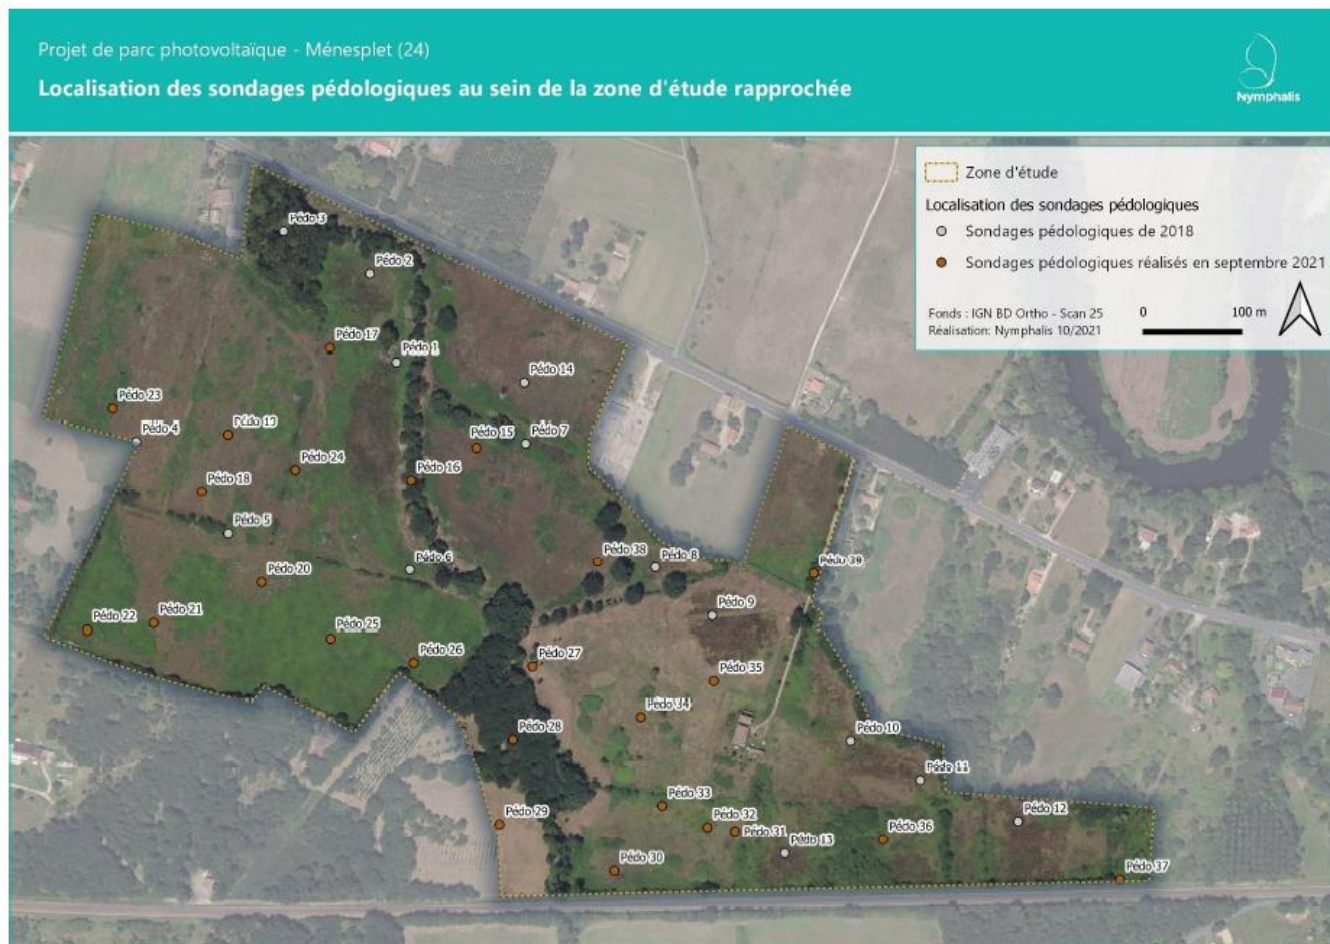 Projet de parc photovoltaïque - Ménesplet (24)
Localisation des sondages pédologiques au sein de la zone d'étude rapprochée
Nymphalis
Zone d'étude
Localisation des sondages pédologiques
Sondages pédologiques de 2018
Sondages pédologiques réalisés en septembre 2021
Fonds : IGN BD Ortho - Scan 25
Réalisation: Nymphalis 10/2021
0 100 m
Pédo 3
Pédo 2
Pédo 17
Pédo 1
Pédo 14
Pédo 23
Pédo 4
Pédo 19
Pédo 15
Pédo 7
Pédo 24
Pédo 16
Pédo 18
Pédo 5
Pédo 6
Pédo 38
Pédo 8
Pédo 39
Pédo 20
Pédo 9
Pédo 22
Pédo 21
Pédo 25
Pédo 26
Pédo 27
Pédo 35
Pédo 34
Pédo 28
Pédo 10
Pédo 11
Pédo 33
Pédo 29
Pédo 32
Pédo 31
Pédo 12
Pédo 36
Pédo 13
Pédo 30
Pédo 37